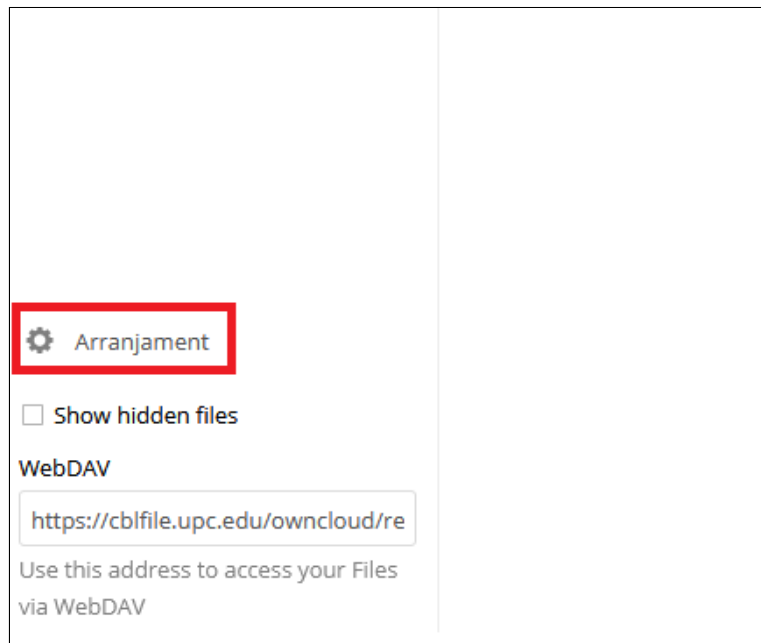 Arranjament
Show hidden files
WebDAV
https://cblfile.upc.edu/owncloud/re
Use this address to access your Files
via WebDAV